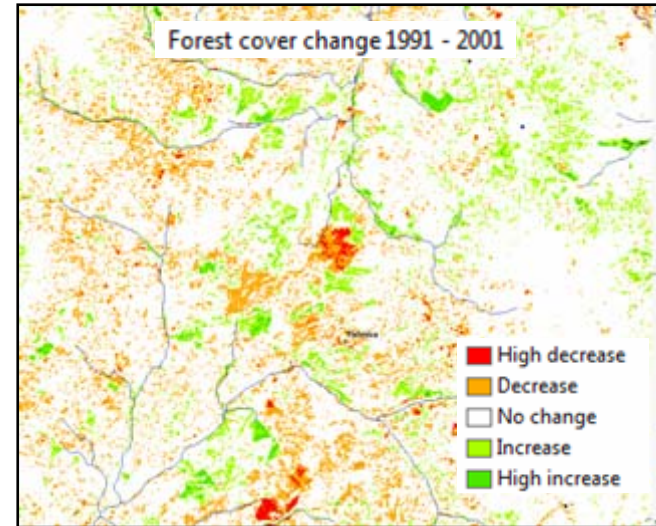 Forest cover change 1991 - 2001
High decrease
Decrease
No change
Increase
High increase